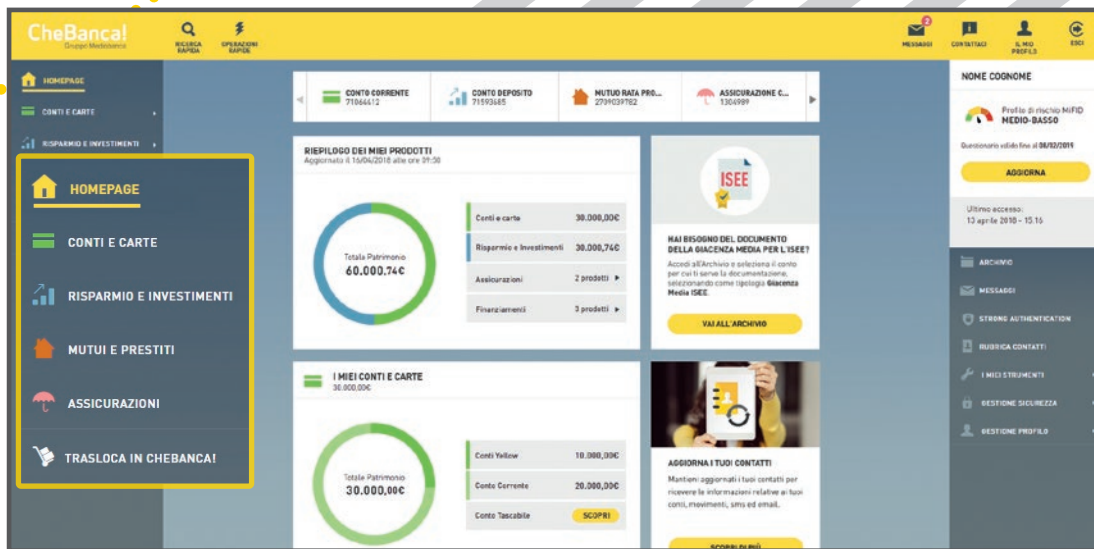 CheBanca!
Gruppo Mediobanca
RICERCA
RAPIDA
OPERAZIONI
RAPIDE
2
MESSAGGI
CONTATTACI
IL MIO
PROFILO
ESCI
HOMEPAGE
CONTI E CARTE
RISPARMIO E INVESTIMENTI
HOMEPAGE
CONTI E CARTE
RISPARMIO E INVESTIMENTI
MUTUI E PRESTITI
ASSICURAZIONI
TRASLOCA IN CHEBANCA!
CONTO CORRENTE
71064412
CONTO DEPOSITO
71593465
MUTUO RATA PRO...
2709039782
ASSICURAZIONE C...
1304989
RIEPILOGO DEI MIEI PRODOTTI
Aggiornato il 16/04/2018 alle ore 09:50
Totale Patrimonio
60.000,74€
Conti e carte 30.000,00€
Risparmio e Investimenti 30.000,74€
Assicurazioni 2 prodotti
Finanziamenti 3 prodotti
ISEE
HAI BISOGNO DEL DOCUMENTO
DELLA GIACENZA MEDIA PER L'ISEE?
Accedi all'Archivio e seleziona il conto
per cui ti serve la documentazione,
selezionando come tipologia Giacenza
Media ISEE.
VAI ALL'ARCHIVIO
I MIEI CONTI E CARTE
30.000,00€
Totale Patrimonio
30.000,00€
Conti Yellow 10.000,00€
Conto Corrente 20.000,00€
Conto Tascabile SCOPRI
AGGIORNA I TUOI CONTATTI
Mantieni aggiornati i tuoi contatti per
ricevere le informazioni relative ai tuoi
conti, movimenti, sms ed email.
SCOPRI DI PIÙ
NOME COGNOME
Profilo di rischio MiFID
MEDIO-BASSO
Questionario valido fino al 08/02/2019
AGGIORNA
Ultimo accesso:
13 aprile 2018 - 15.16
ARCHIVIO
MESSAGGI
STRONG AUTHENTICATION
RUBRICA CONTATTI
I MIEI STRUMENTI
GESTIONE SICUREZZA
GESTIONE PROFILO